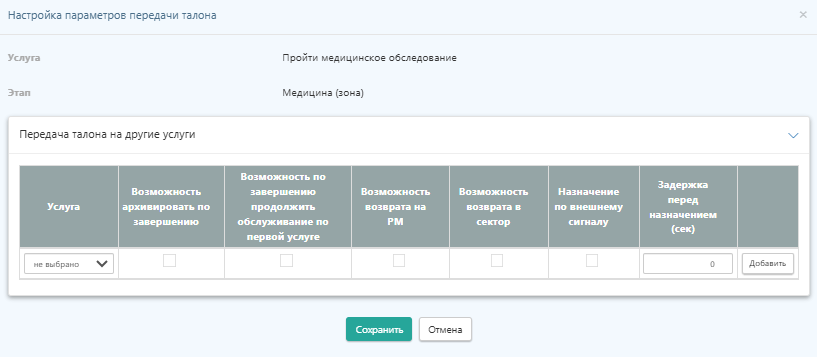 Настройка параметров передачи талона
×
Услуга Пройти медицинское обследование
Этап Медицина (зона)
Передача талона на другие услуги
Услуга
Возможность
архивировать по
завершению
Возможность по
завершению
продолжить
обслуживание по
первой услуге
Возможность
возврата на
РМ
Возможность
возврата в
сектор
Назначение
по внешнему
сигналу
Задержка
перед
назначением
(сек)
не выбрано
0
Добавить
Сохранить
Отмена